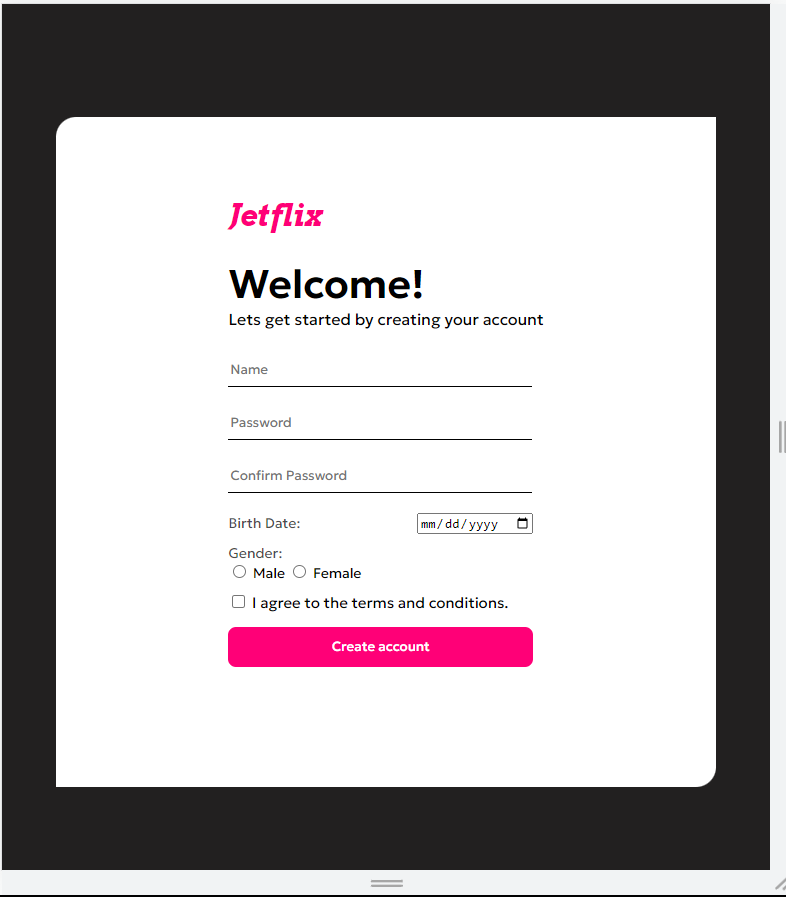 Jetflix
Welcome!
Lets get started by creating your account
Name
Password
Confirm Password
Birth Date: mm/dd/yyyy
Gender:
Male Female
I agree to the terms and conditions.
Create account